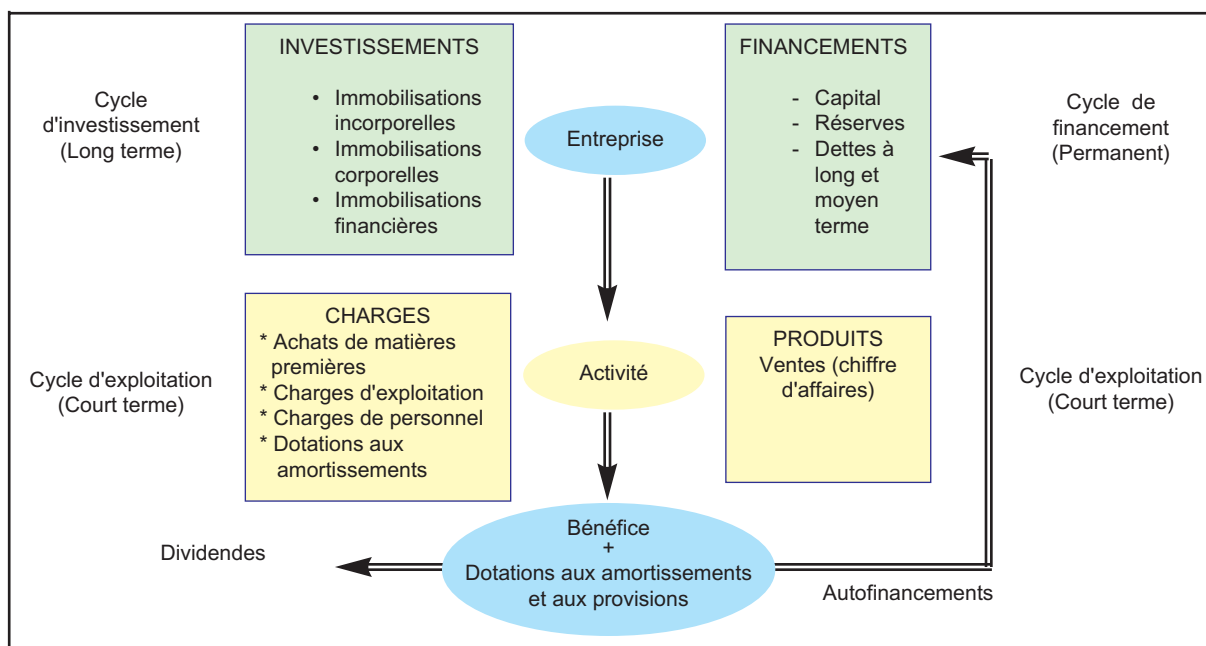 Cycle
d'investissement
(Long terme)
INVESTISSEMENTS
• Immobilisations
incorporelles
• Immobilisations
corporelles
• Immobilisations
financières
Entreprise
FINANCEMENTS
- Capital
- Réserves
- Dettes à
long et
moyen
terme
Cycle de
financement
(Permanent)
Cycle d'exploitation
(Court terme)
CHARGES
* Achats de matières
premières
* Charges d'exploitation
* Charges de personnel
* Dotations aux
amortissements
Activité
PRODUITS
Ventes (chiffre
d'affaires)
Cycle d'exploitation
(Court terme)
Dividendes
Bénéfice
+
Dotations aux amortissements
et aux provisions
Autofinancements